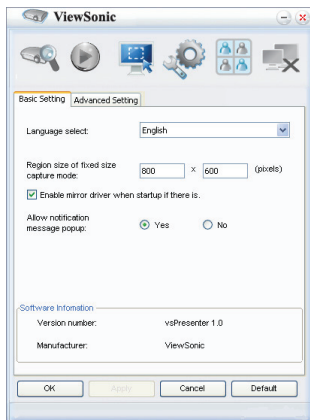 ViewSonic
Basic Setting Advanced Setting
Language select: English
Region size of fixed size capture mode: 800 X 600 (pixels)
Enable mirror driver when startup if there is.
Allow notification message popup: Yes No
Software Infomation
Version number: vsPresenter 1.0
Manufacturer: ViewSonic
OK Apply Cancel Default